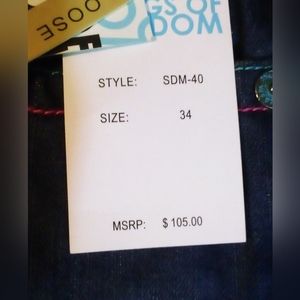 OOSE
GS OF
DOM
STYLE: SDM-40
SIZE: 34
MSRP: $ 105.00